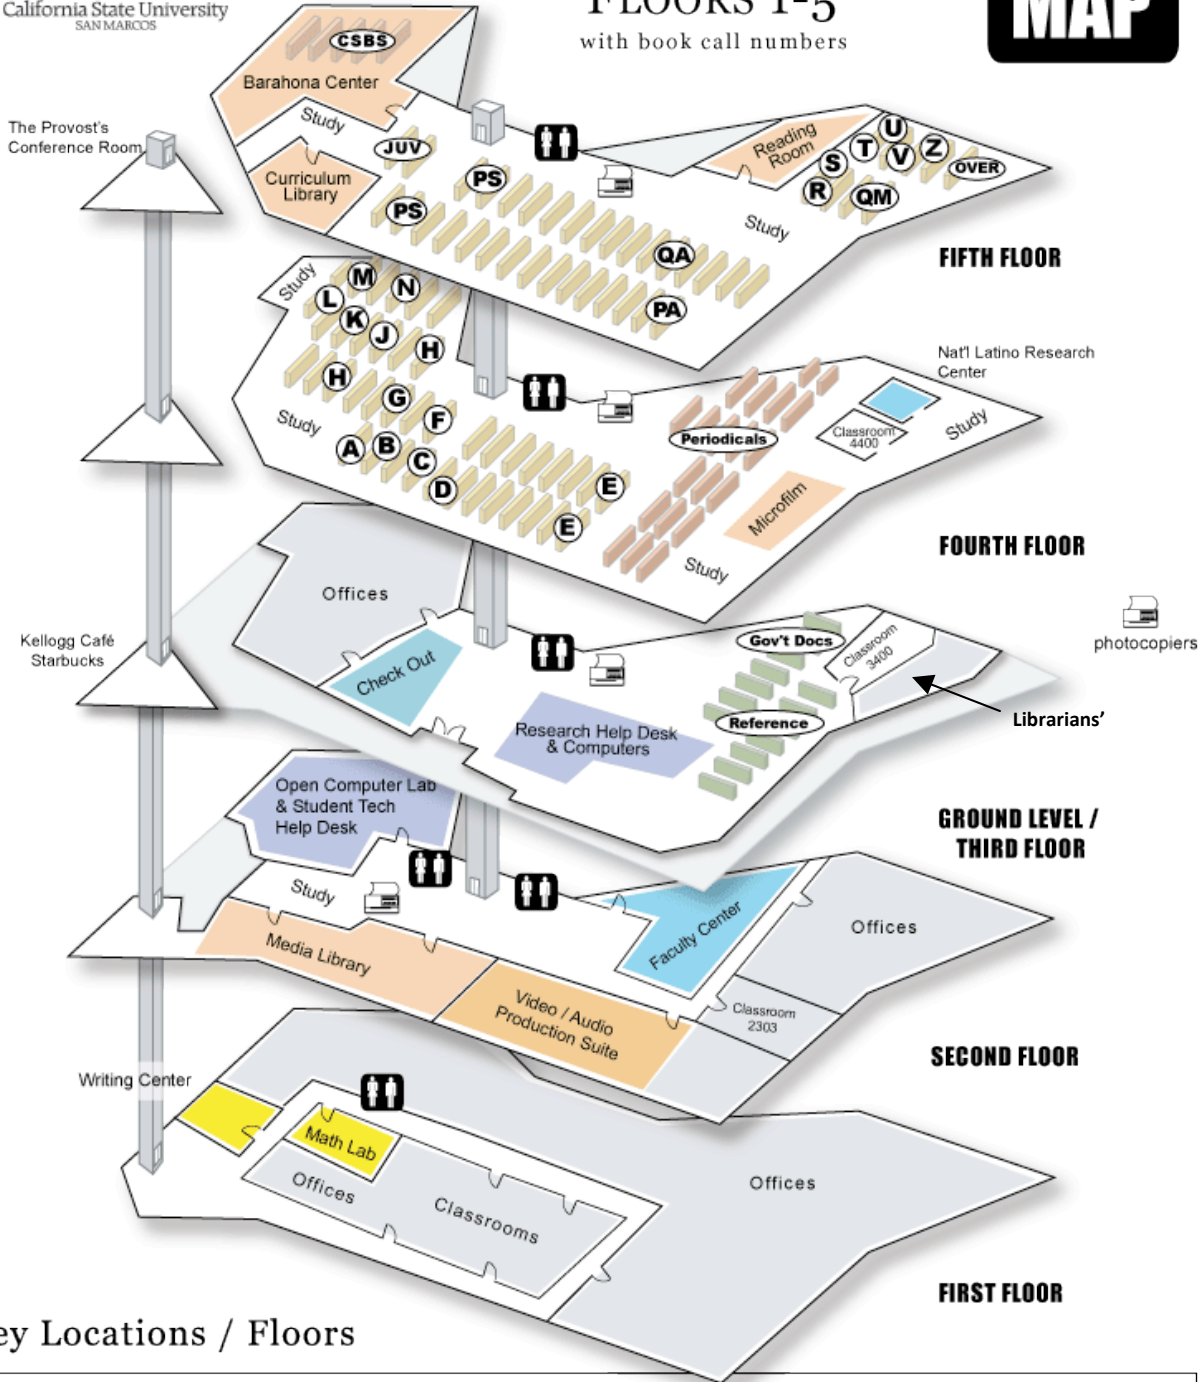 California State University
SAN MARCOS
FLOORS 1-5
with book call numbers
MAP
CSBS
Barahona Center
Study
The Provost's
Conference Room
JUV
Curriculum
Library
PS
PS
Reading
Room
U
T
V
Z
S
OVER
R
QM
Study
QA
PA
FIFTH FLOOR
Study
M
N
L
K
J
H
H
G
F
Study
A
B
C
D
E
E
Periodicals
Nat'l Latino Research
Center
Classroom
4400
Study
Microfilm
Study
FOURTH FLOOR
Offices
Kellogg Café
Starbucks
Check Out
Research Help Desk
& Computers
Gov't Docs
Classroom
3400
Reference
photocopiers
Librarians’
GROUND LEVEL /
THIRD FLOOR
Open Computer Lab
& Student Tech
Help Desk
Study
Media Library
Video / Audio
Production Suite
Faculty Center
Offices
Classroom
2303
SECOND FLOOR
Writing Center
Math Lab
Offices
Classrooms
Offices
FIRST FLOOR
ey Locations / Floors